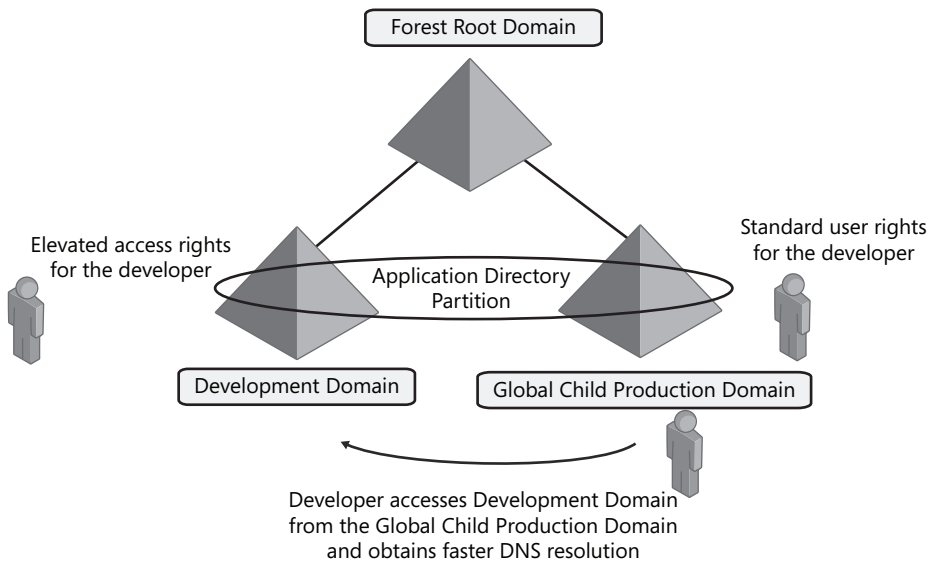 Forest Root Domain
Elevated access rights
for the developer
Application Directory
Partition
Standard user rights
for the developer
Development Domain
Global Child Production Domain
Developer accesses Development Domain
from the Global Child Production Domain
and obtains faster DNS resolution